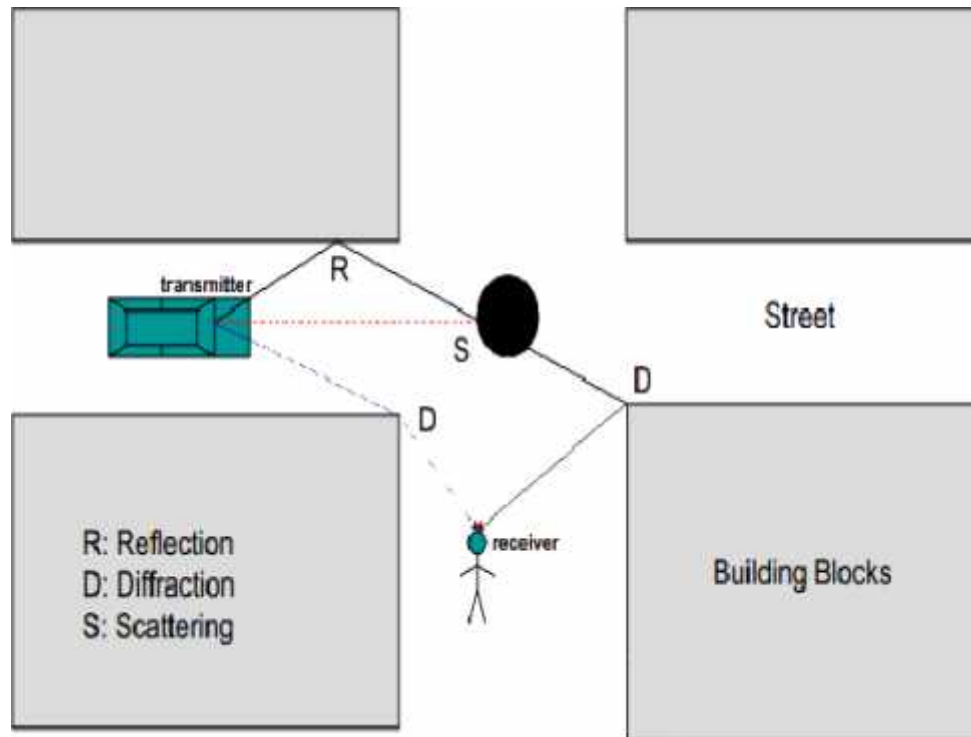 R
transmitter
S
Street
D
D
receiver
R: Reflection
D: Diffraction
S: Scattering
Building Blocks